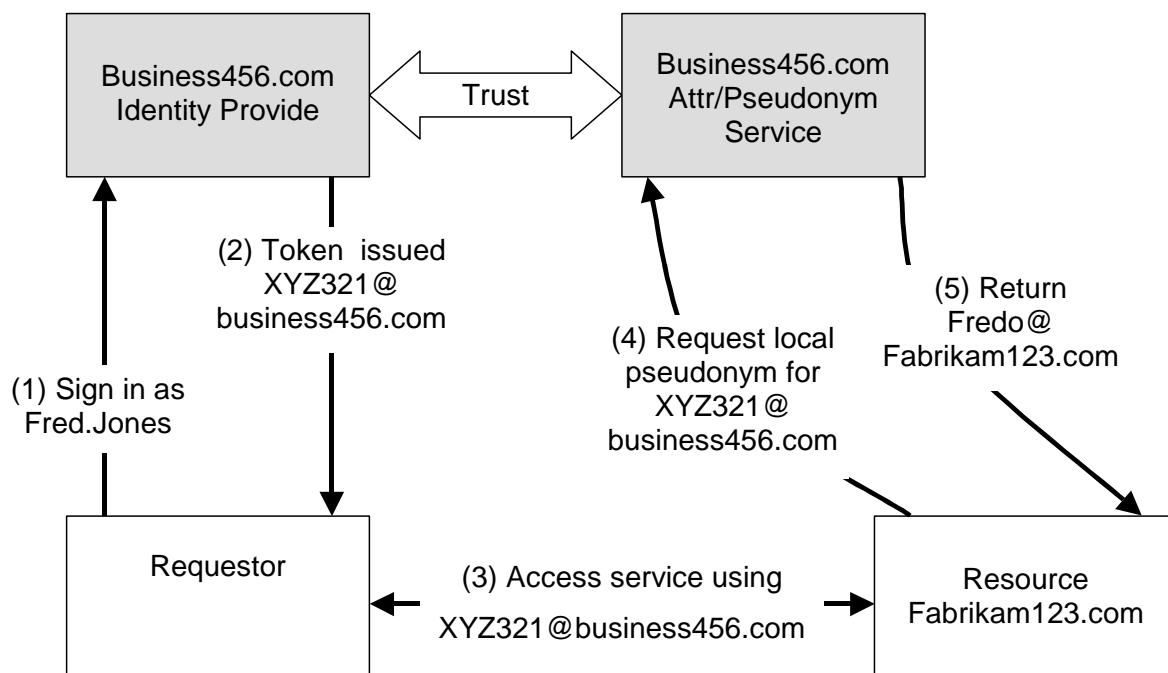 Business456.com
Identity Provide
Trust
Business456.com
Attr/Pseudonym
Service
(1) Sign in as
Fred.Jones
(2) Token issued
XYZ321@
business456.com
(4) Request local
pseudonym for
XYZ321@
business456.com
(5) Return
Fredo@
Fabrikam123.com
Requestor
(3) Access service using
XYZ321@business456.com
Resource
Fabrikam123.com